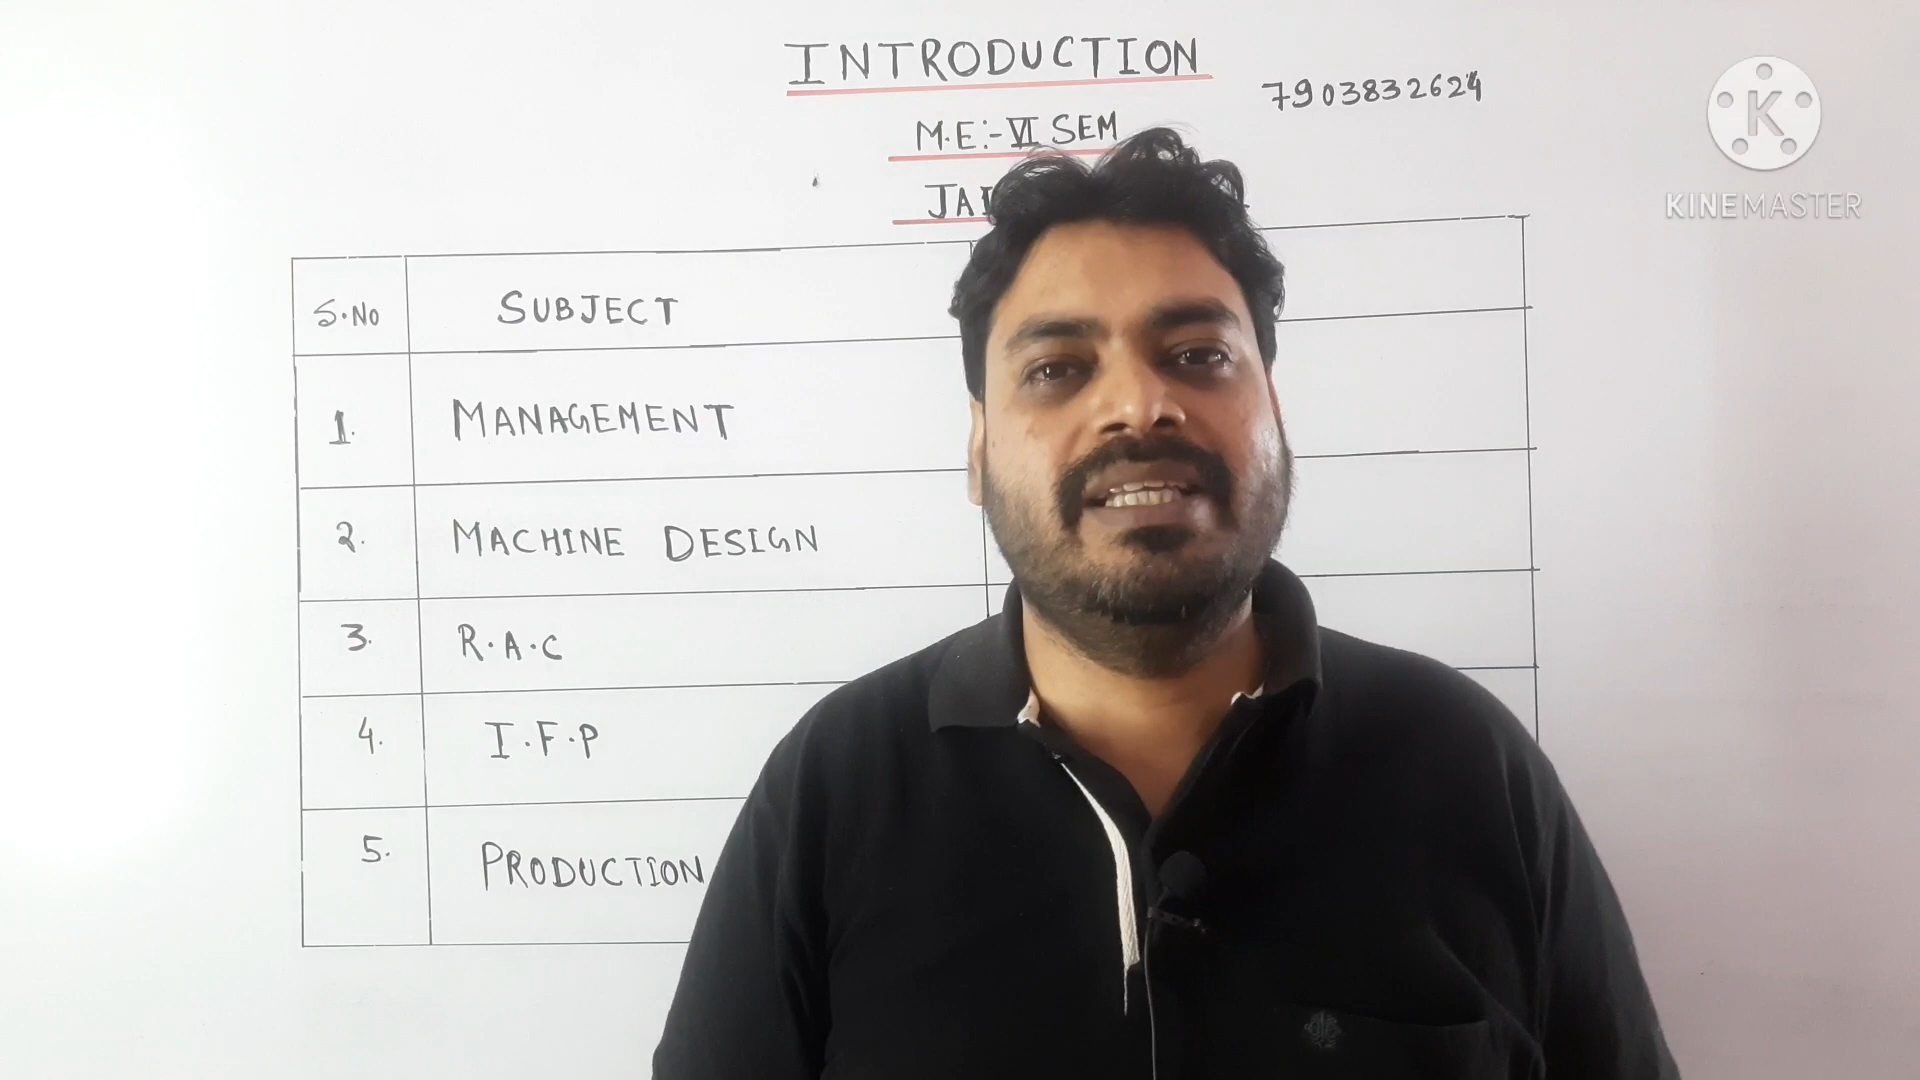 INTRODUCTION
7903832624
M.E:- VI SEM
S.No SUBJECT
1. MANAGEMENT
2. MACHINE DESIGN
3. R.A.C
4. I.F.P
5. PRODUCTION
KINEMASTER